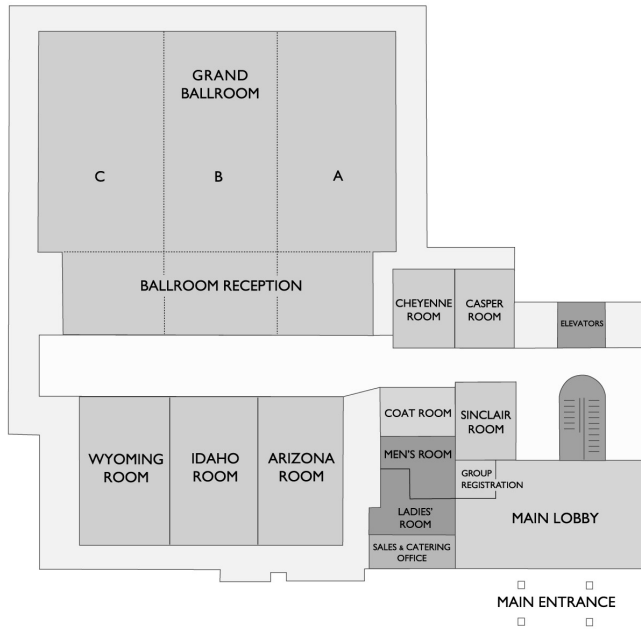 GRAND
BALLROOM
C
B
A
BALLROOM RECEPTION
CHEYENNE
ROOM
CASPER
ROOM
ELEVATORS
COAT ROOM
SINCLAIR
ROOM
MEN'S ROOM
WYOMING
ROOM
IDAHO
ROOM
ARIZONA
ROOM
GROUP
REGISTRATION
LADIES'
ROOM
MAIN LOBBY
SALES & CATERING
OFFICE
MAIN ENTRANCE